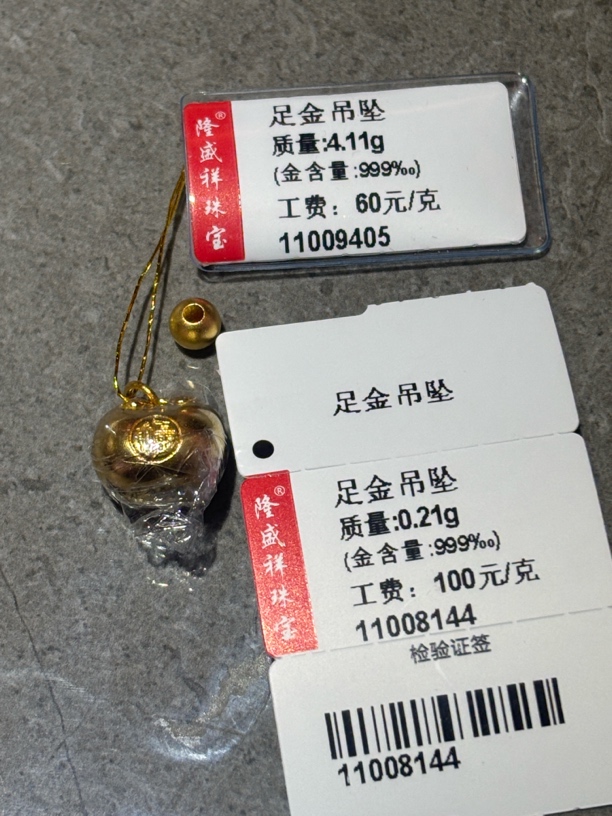 隆盛祥珠宝®
足金吊坠
质量:4.11g
(金含量:999‰)
工费：60元/克
11009405
足金吊坠
隆盛祥珠宝®
足金吊坠
质量:0.21g
(金含量:999‰)
工费：100元/克
11008144
检验证签
11008144